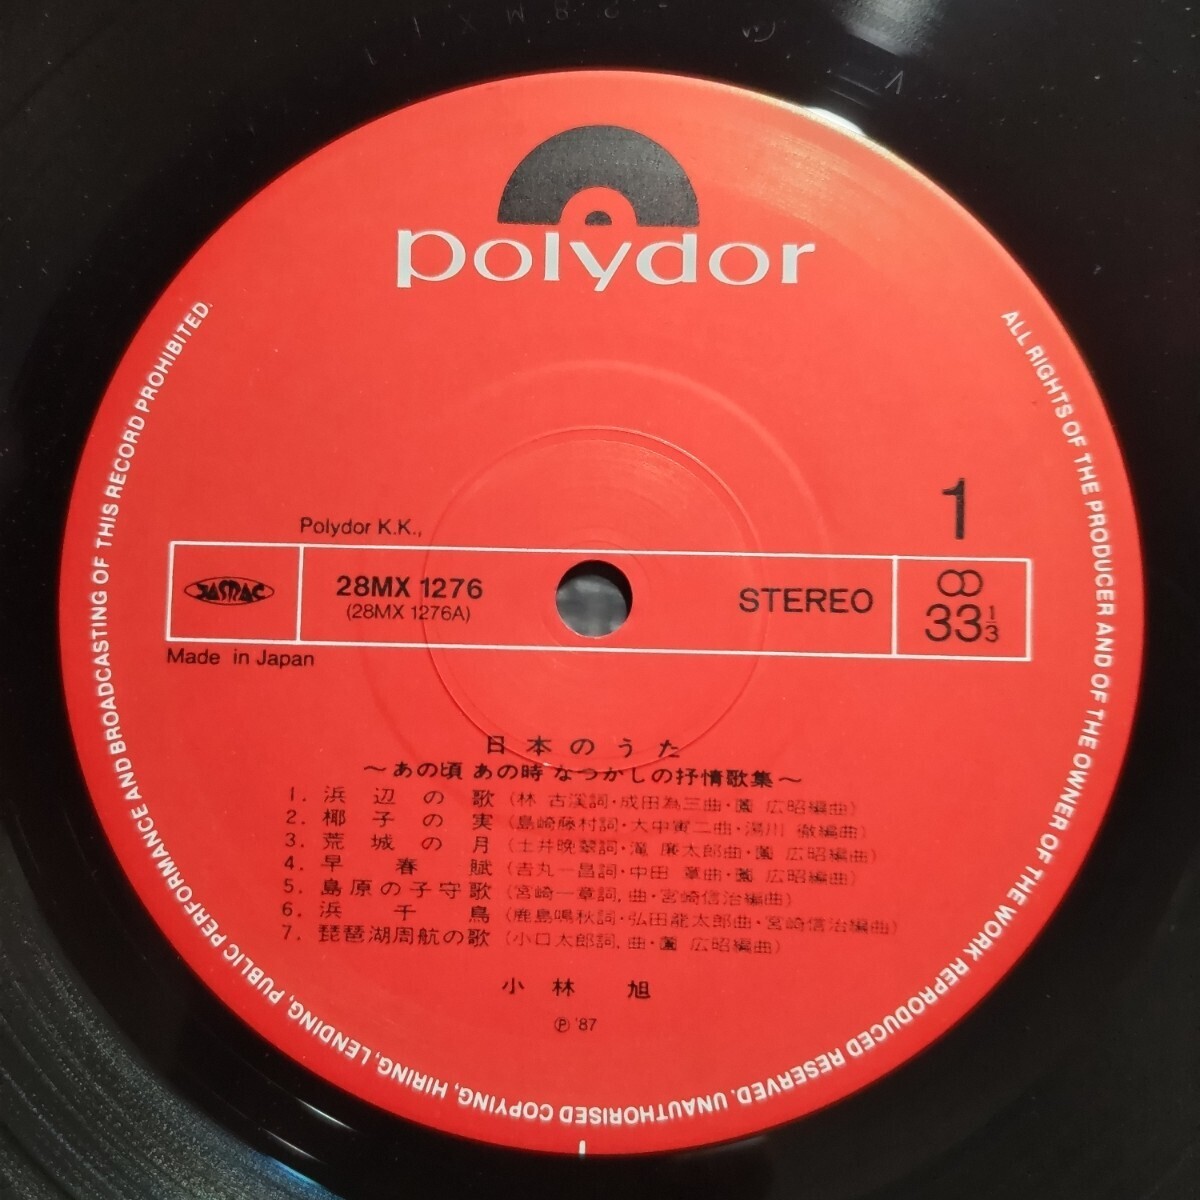 polydor
1
Polydor K.K.,
JASRAC
28MX 1276
(28MX 1276A)
STEREO
33 1/3
Made in Japan
日本のうた
～あの頃 あの時 なつかしの抒情歌集～
1. 浜辺の歌 (林 古渓詞・成田為三曲・薗 広昭編曲)
2. 椰子の実 (島崎藤村詞・大中寅二曲・湯川 徹編曲)
3. 荒城の月 (土井晩翠詞・滝 廉太郎曲・薗 広昭編曲)
4. 早春賦 (吉丸一昌詞・中田 章曲・薗 広昭編曲)
5. 島原の子守歌 (宮崎一章詞,曲・宮崎信治編曲)
6. 浜千鳥 (鹿島鳴秋詞・弘田龍太郎曲・宮崎信治編曲)
7. 琵琶湖周航の歌 (小口太郎詞,曲・薗 広昭編曲)
小林 旭
Ⓟ '87
ALL RIGHTS OF THE PRODUCER AND OF THE OWNER OF THE WORK REPRODUCED RESERVED. UNAUTHORISED COPYING, HIRING, LENDING, PUBLIC PERFORMANCE AND BROADCASTING OF THIS RECORD PROHIBITED.